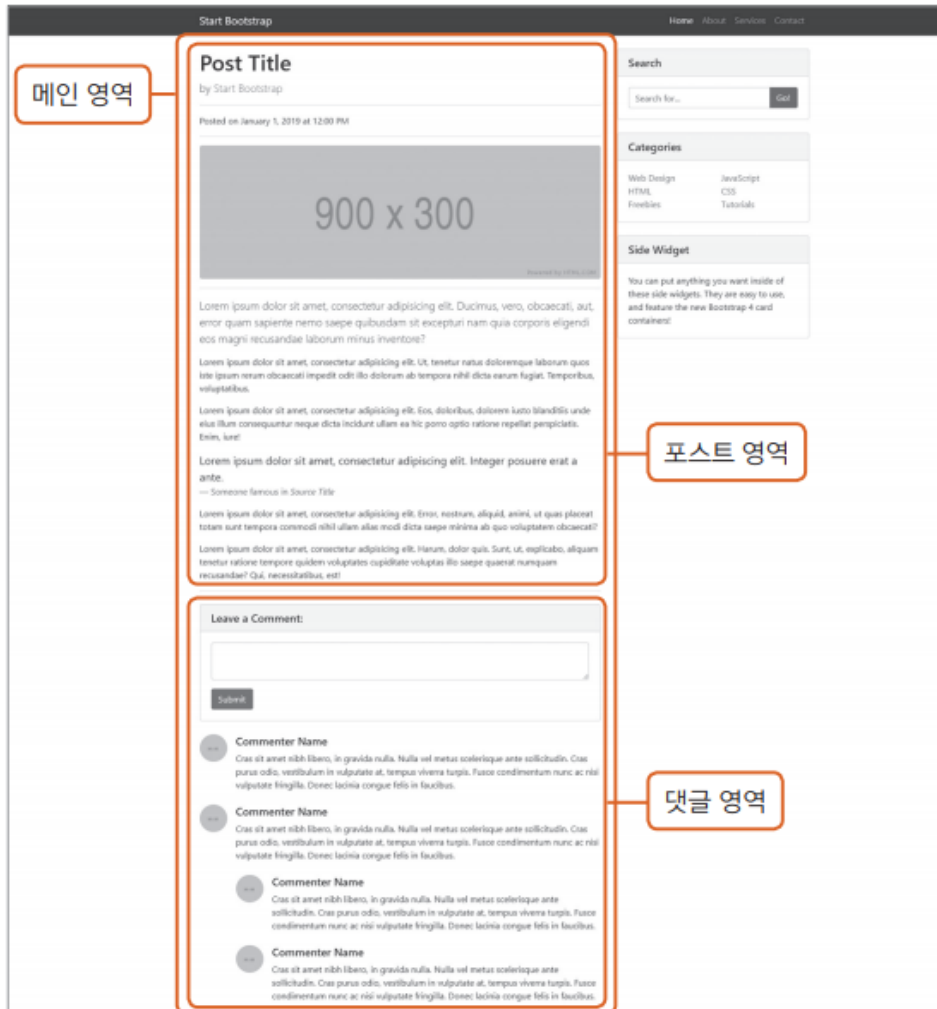 Start Bootstrap
Home About Services Contact
메인 영역
Post Title
by Start Bootstrap
Posted on January 1, 2019 at 12:00 PM
900 x 300
Powered by HTML.COM
Lorem ipsum dolor sit amet, consectetur adipisicing elit. Ducimus, vero, obcaecati, aut,
error quam sapiente nemo saepe quibusdam sit excepturi nam quia corporis eligendi
eos magni recusandae laborum minus inventore?
Lorem ipsum dolor sit amet, consectetur adipisicing elit. Ut, tenetur natus doloremque laborum quos
iste ipsum rerum obcaecati impedit odit illo dolorum ab tempora nihil dicta earum fugiat. Temporibus,
voluptatibus.
Lorem ipsum dolor sit amet, consectetur adipisicing elit. Eos, doloribus, dolorem iusto blanditiis unde
eius illum consequuntur neque dicta incidunt ullam ea hic porro optio ratione repellat perspiciatis.
Enim, iure!
Lorem ipsum dolor sit amet, consectetur adipiscing elit. Integer posuere erat a
ante.
— Someone famous in Source Title
Lorem ipsum dolor sit amet, consectetur adipisicing elit. Error, nostrum, aliquid, animi, ut quas placeat
totam sunt tempora commodi nihil ullam alias modi dicta saepe minima ab quo voluptatem obcaecati?
Lorem ipsum dolor sit amet, consectetur adipisicing elit. Harum, dolor quis. Sunt, ut, explicabo, aliquam
tenetur ratione tempore quidem voluptates cupiditate voluptas illo saepe quaerat numquam
recusandae? Qui, necessitatibus, est!
Search
Search for...
Go!
Categories
Web Design JavaScript
HTML CSS
Freebies Tutorials
Side Widget
You can put anything you want inside of
these side widgets. They are easy to use,
and feature the new Bootstrap 4 card
containers!
포스트 영역
Leave a Comment:
Submit
Commenter Name
Cras sit amet nibh libero, in gravida nulla. Nulla vel metus scelerisque ante sollicitudin. Cras
purus odio, vestibulum in vulputate at, tempus viverra turpis. Fusce condimentum nunc ac nisi
vulputate fringilla. Donec lacinia congue felis in faucibus.
Commenter Name
Cras sit amet nibh libero, in gravida nulla. Nulla vel metus scelerisque ante sollicitudin. Cras
purus odio, vestibulum in vulputate at, tempus viverra turpis. Fusce condimentum nunc ac nisi
vulputate fringilla. Donec lacinia congue felis in faucibus.
Commenter Name
Cras sit amet nibh libero, in gravida nulla. Nulla vel metus scelerisque ante
sollicitudin. Cras purus odio, vestibulum in vulputate at, tempus viverra turpis. Fusce
condimentum nunc ac nisi vulputate fringilla. Donec lacinia congue felis in faucibus.
Commenter Name
Cras sit amet nibh libero, in gravida nulla. Nulla vel metus scelerisque ante
sollicitudin. Cras purus odio, vestibulum in vulputate at, tempus viverra turpis. Fusce
condimentum nunc ac nisi vulputate fringilla. Donec lacinia congue felis in faucibus.
댓글 영역